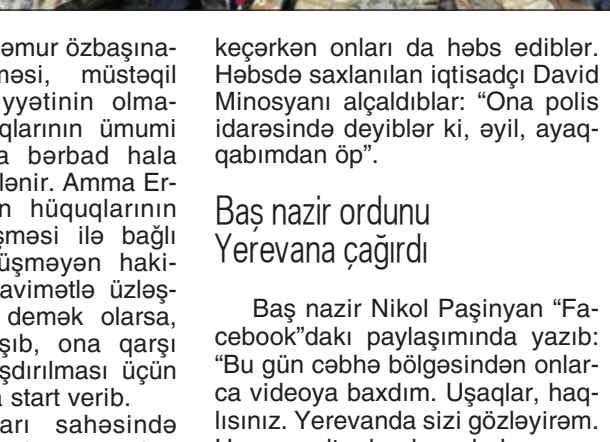 əmur özbaşına-
məsi, müstəqil
yyətinin olma-
qlarının ümumi
a bərbad hala
lənir. Amma Er-
n hüquqlarının
şməsi ilə bağlı
üşməyən haki-
avimətlə üzləş-
demək olarsa,
şıb, ona qarşı
şdırılması üçün
a start verib.
arı sahəsində
keçərkən onları da həbs ediblər.
Həbsdə saxlanılan iqtisadçı David
Minosyanı alçaldıblar: “Ona polis
idarəsində deyiblər ki, əyil, ayaq-
qabımdan öp”.
Baş nazir ordunu
Yerevana çağırdı
Baş nazir Nikol Paşinyan “Fa-
cebook”dakı paylaşımında yazıb:
“Bu gün cəbhə bölgəsindən onlar-
ca videoya baxdım. Uşaqlar, haq-
lısınız. Yerevanda sizi gözləyirəm.